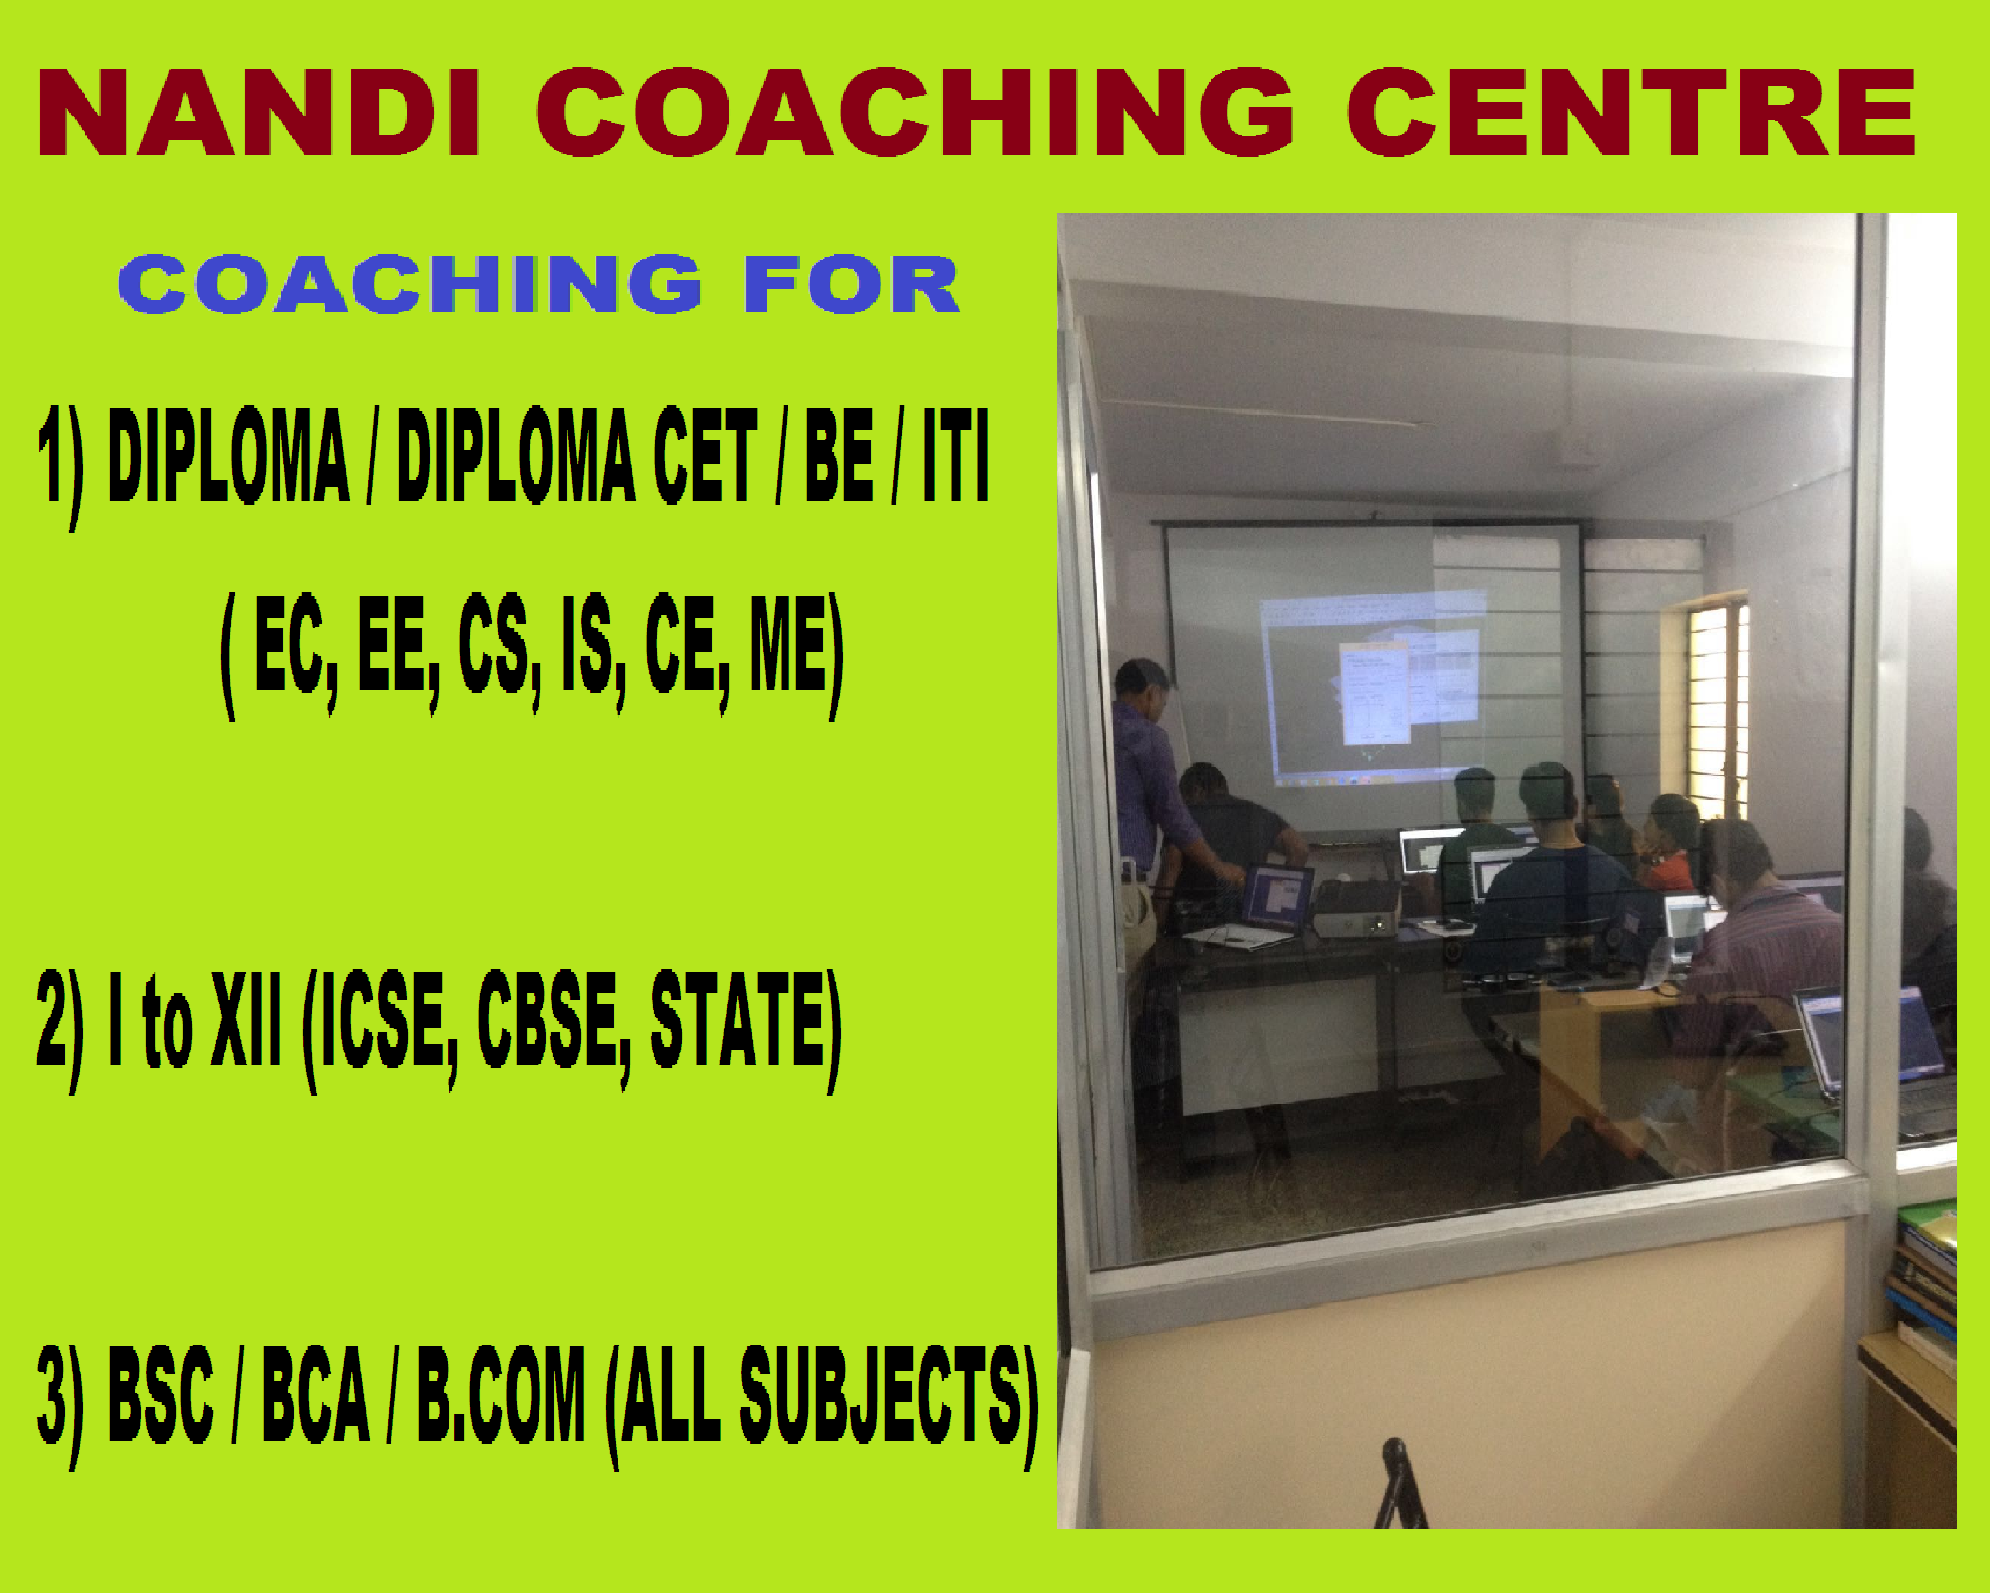 NANDI COACHING CENTRE
COACHING FOR
1) DIPLOMA / DIPLOMA CET / BE / ITI
( EC, EE, CS, IS, CE, ME)
2) I to XII (ICSE, CBSE, STATE)
3) BSC / BCA / B.COM (ALL SUBJECTS)